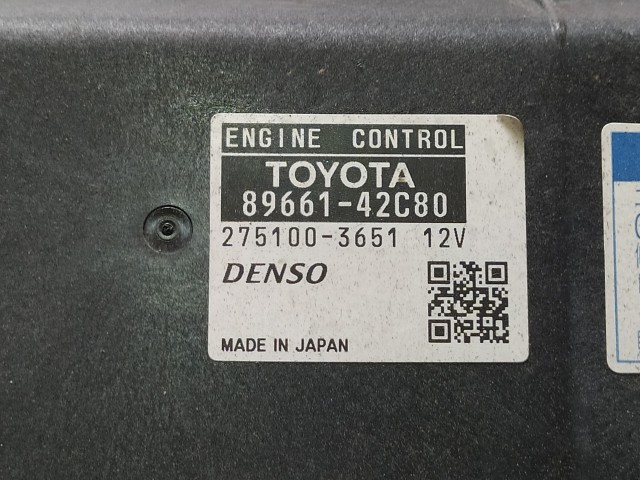 ENGINE CONTROL
TOYOTA
89661-42C80
275100-3651 12V
DENSO
MADE IN JAPAN